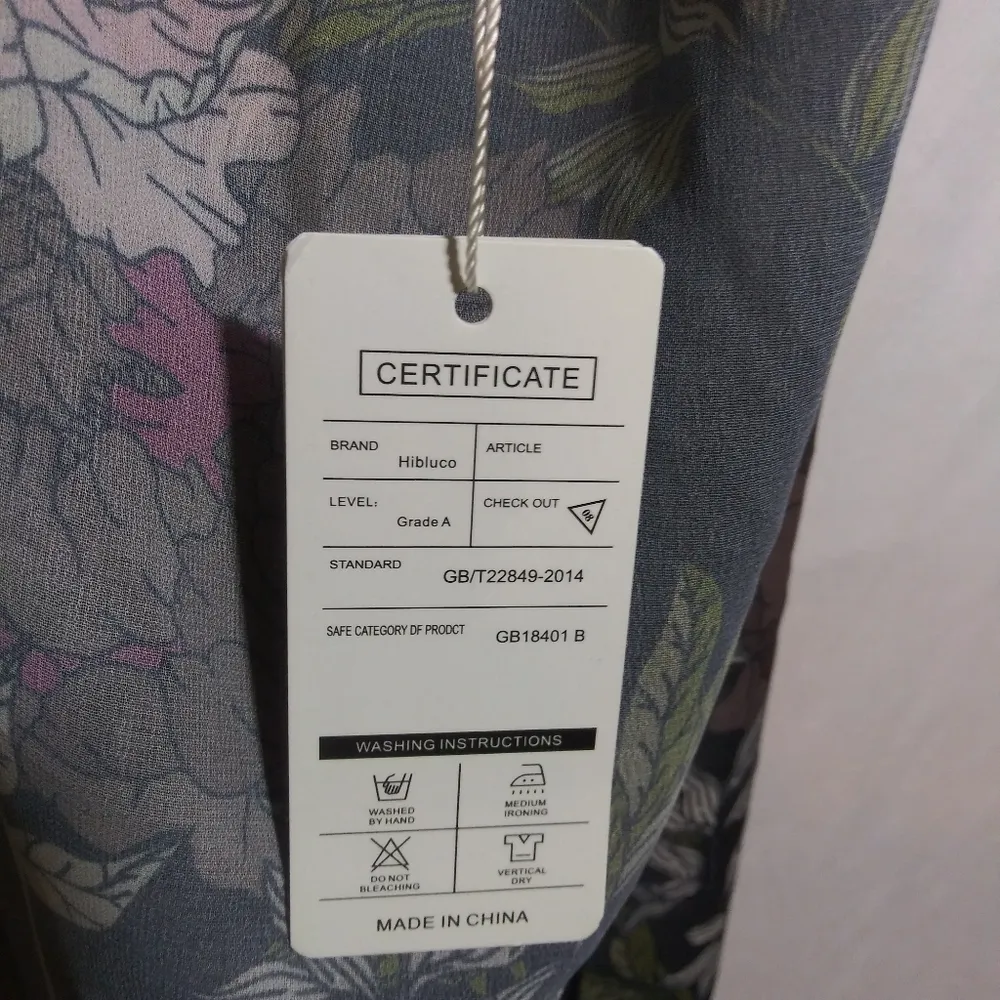 CERTIFICATE
BRAND Hibluco
ARTICLE
LEVEL: Grade A
CHECK OUT 08
STANDARD GB/T22849-2014
SAFE CATEGORY DF PRODCT GB18401 B
WASHING INSTRUCTIONS
WASHED
BY HAND
MEDIUM
IRONING
DO NOT
BLEACHING
VERTICAL
DRY
MADE IN CHINA